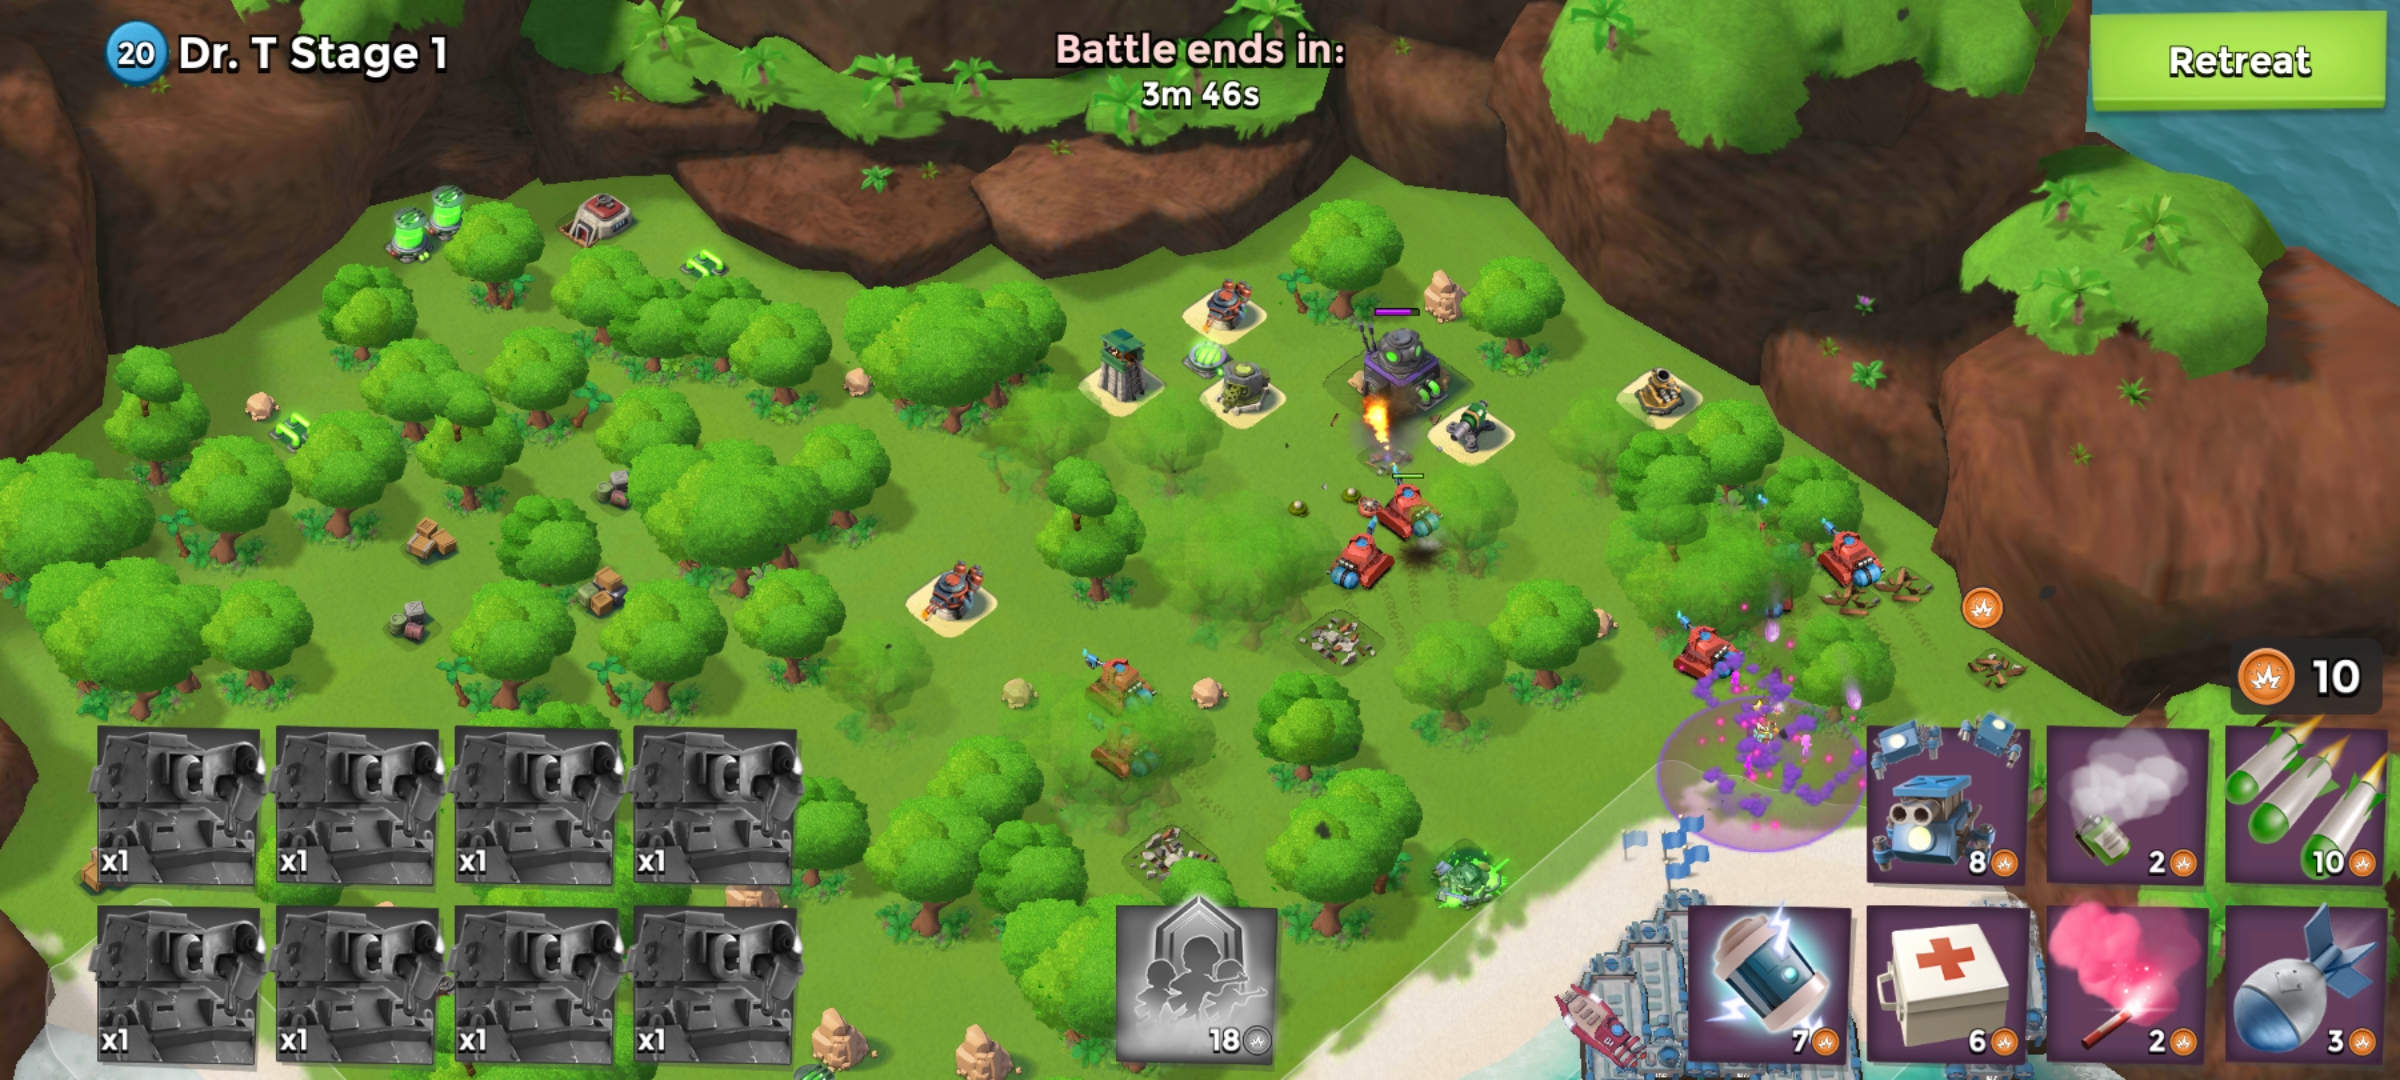 20 Dr. T Stage 1
Battle ends in:
3m 46s
Retreat
10
x1
x1
x1
x1
8
2
10
x1
x1
x1
x1
18
7
6
2
3